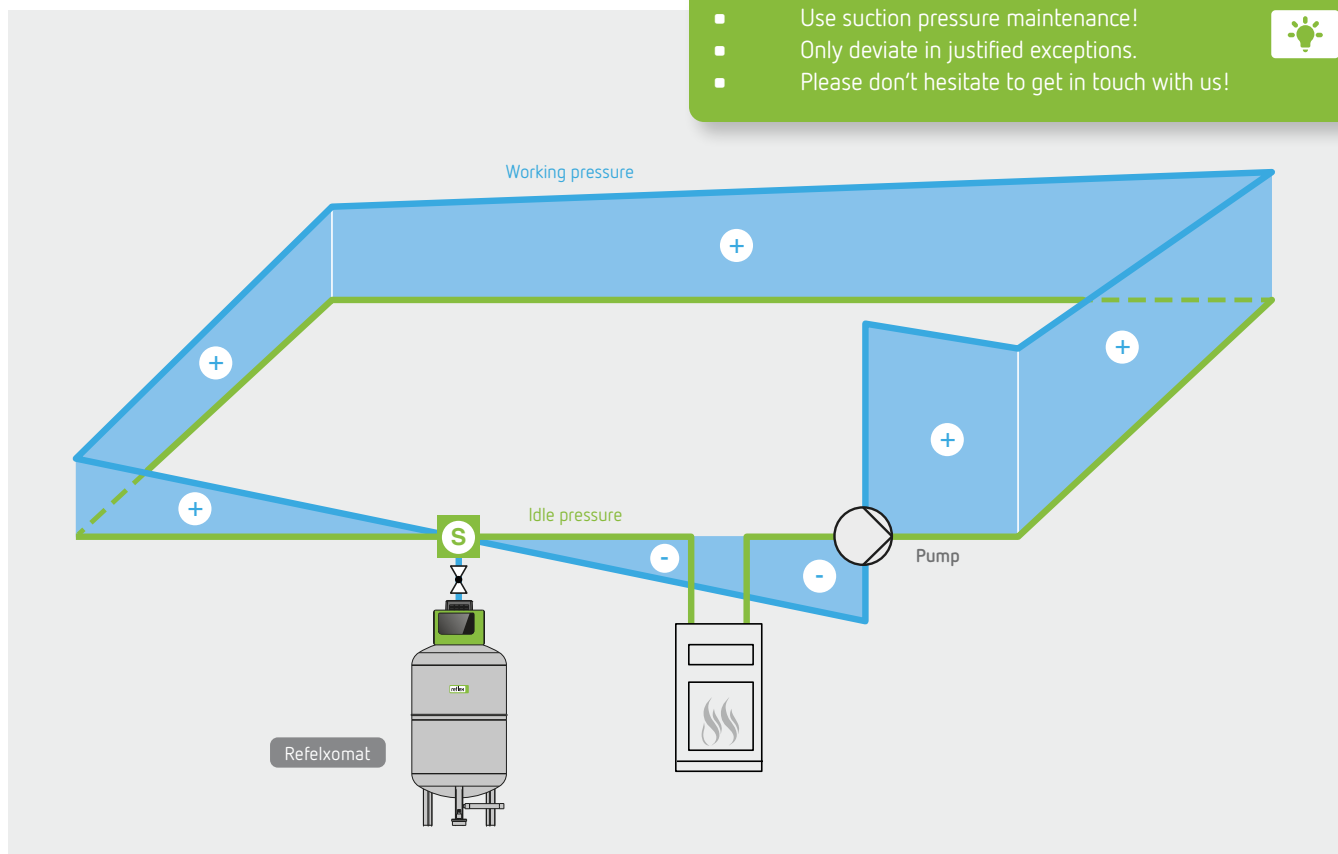 Use suction pressure maintenance!
Only deviate in justified exceptions.
Please don't hesitate to get in touch with us!
Working pressure
+
+
+
+
+
Idle pressure
S
-
-
Pump
reflex
Refelxomat